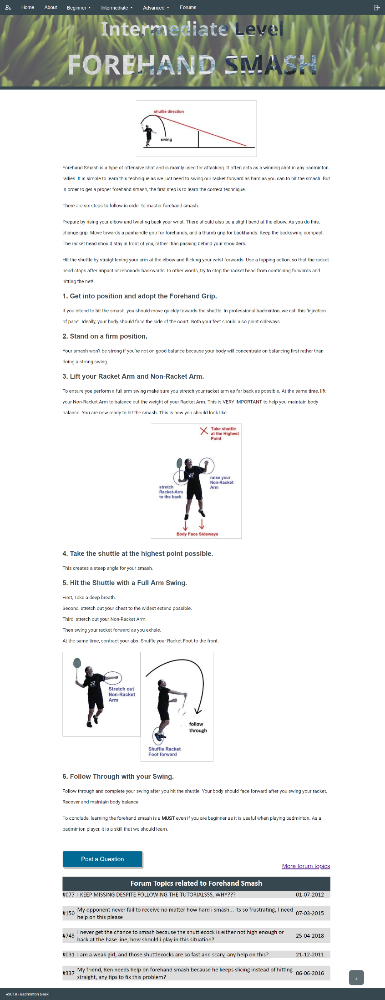 BG Home About Beginner ▼ Intermediate ▼ Advanced ▼ Forums
Intermediate Level
FOREHAND SMASH
shuttle direction
swing
Forehand Smash is a type of offensive shot and is mainly used for attacking. It often acts as a winning shot in any badminton
rallies. It is simple to learn this technique as we just need to swing our racket forward as hard as you can to hit the smash. But
in order to get a proper forehand smash, the first step is to learn the correct technique.
There are six steps to follow in order to master forehand smash.
Prepare by rising your elbow and twisting back your wrist. There should also be a slight bend at the elbow. As you do this,
change grip. Move towards a panhandle grip for forehands, and a thumb grip for backhands. Keep the backswing compact.
The racket head should stay in front of you, rather than passing behind your shoulders.
Hit the shuttle by straightening your arm at the elbow and flicking your wrist forwards. Use a tapping action, so that the racket
head stops after impact or rebounds backwards. In other words, try to stop the racket head from continuing forwards and
hitting the net!
1. Get into position and adopt the Forehand Grip.
If you intend to hit the smash, you should move quickly towards the shuttle. In professional badminton, we call this 'injection
of pace'. Ideally, your body should face the side of the court. Both your feet should also point sideways.
2. Stand on a firm position.
Your smash won't be strong if you're not on good balance because your body will concentrate on balancing first rather than
doing a strong swing.
3. Lift your Racket Arm and Non-Racket Arm.
To ensure you perform a full arm swing make sure you stretch your racket arm as far back as possible. At the same time, lift
your Non-Racket Arm to balance out the weight of your Racket Arm. This is VERY IMPORTANT to help you maintain body
balance. You are now ready to hit the smash. This is how you should look like...
Take shuttle
at the Highest
Point
raise your
Non-Racket
Arm
stretch
Racket-Arm
to the back
Body Face Sideways
4. Take the shuttle at the highest point possible.
This creates a steep angle for your smash.
5. Hit the Shuttle with a Full Arm Swing.
First, Take a deep breath.
Second, stretch out your chest to the widest extend possible.
Third, stretch out your Non-Racket Arm.
Then swing your racket forward as you exhale.
At the same time, contract your abs. Shuffle your Racket Foot to the front.
Stretch out
Non-Racket
Arm
follow
through
Shuffle Racket
Foot forward
6. Follow Through with your Swing.
Follow through and complete your swing after you hit the shuttle. Your body should face forward after you swing your racket.
Recover and maintain body balance.
To conclude, learning the forehand smash is a MUST even if you are beginner as it is useful when playing badminton. As a
badminton player, it is a skill that we should learn.
Post a Question
More forum topics
Forum Topics related to Forehand Smash
#077 I KEEP MISSING DESPITE FOLLOWING THE TUTORIALSSS, WHY??? 01-07-2012
#150 My opponent never fail to receive no matter how hard i smash... its so frustrating, I need
help on this please 07-03-2015
#745 I never get the chance to smash because the shuttlecock is either not high enough or
back at the base line, how should i play in this situation? 25-04-2018
#031 I am a weak girl, and those shuttlecocks are so fast and scary, any help on this? 21-12-2011
#337 My friend, Ken needs help on forehand smash because he keeps slicing instead of hitting
straight, any tips to fix this problem? 06-06-2016
♠2018 - Badminton Geek